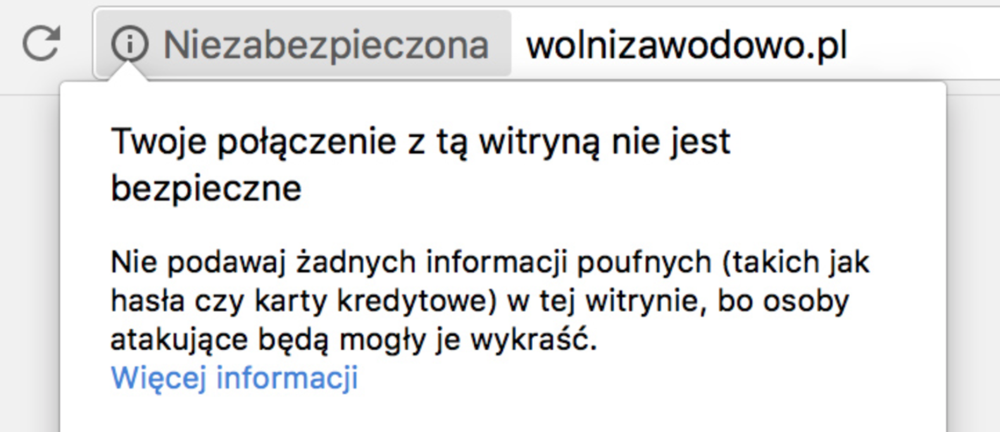 Niezabezpieczona wolnizawodowo.pl
Twoje połączenie z tą witryną nie jest
bezpieczne
Nie podawaj żadnych informacji poufnych (takich jak
hasła czy karty kredytowe) w tej witrynie, bo osoby
atakujące będą mogły je wykraść.
Więcej informacji